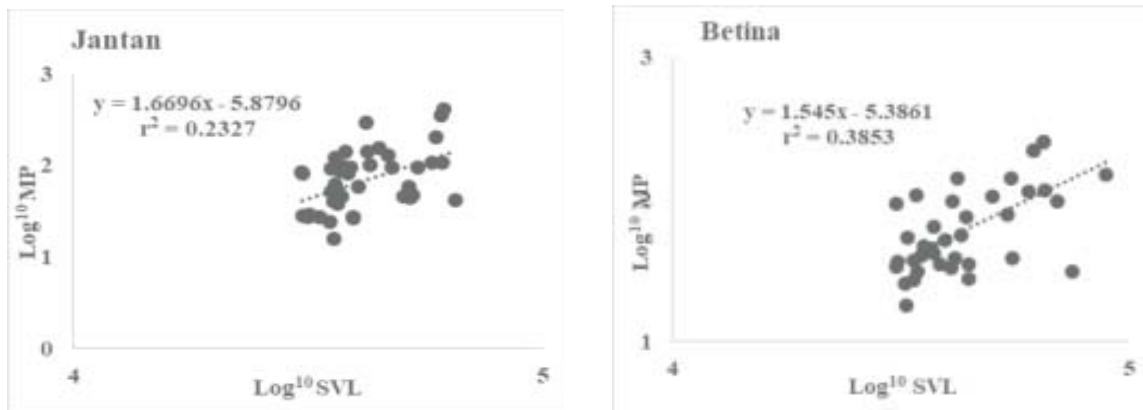 Jantan
3
y = 1.6696x - 5.8796
r² = 0.2327
2
Log¹⁰ MP
1
0
4
5
Log¹⁰ SVL
Betina
3
y = 1.545x - 5.3861
r² = 0.3853
Log¹⁰ MP
1
4
5
Log¹⁰ SVL